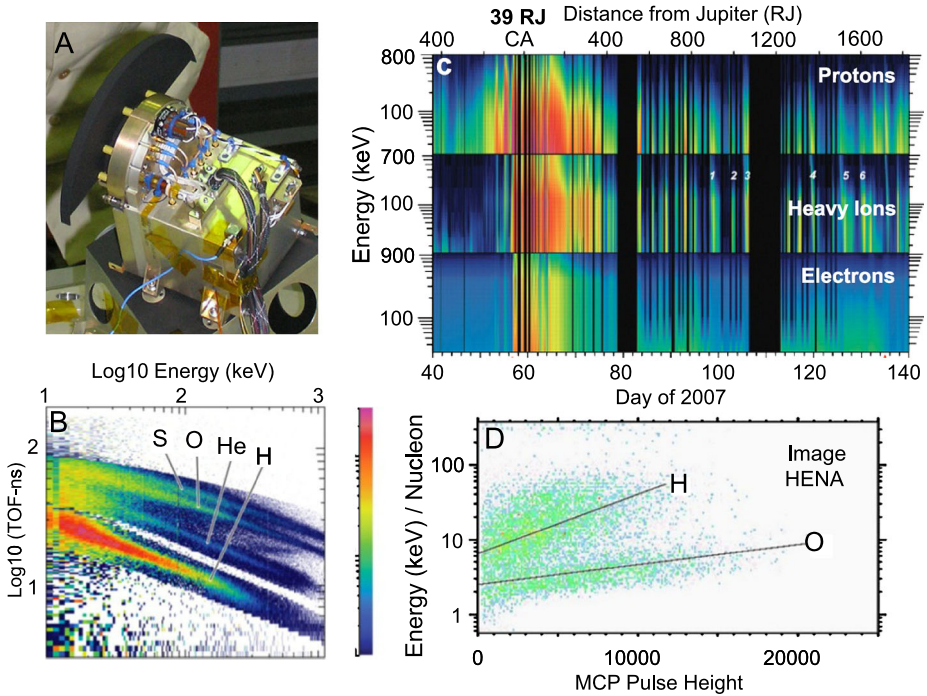 A
39 RJ Distance from Jupiter (RJ)
400 CA 400 800 1200 1600
C
800 Protons
100
700
1 2 3 4 5 6
100 Heavy Ions
900 Electrons
100
Energy (keV)
40 60 80 100 120 140
Day of 2007
Log10 Energy (keV)
1 2 3
B
S O He H
2
1
Log10 (TOF-ns)
D
Image
HENA
100
10
1
H
O
Energy (keV) / Nucleon
0 10000 20000
MCP Pulse Height